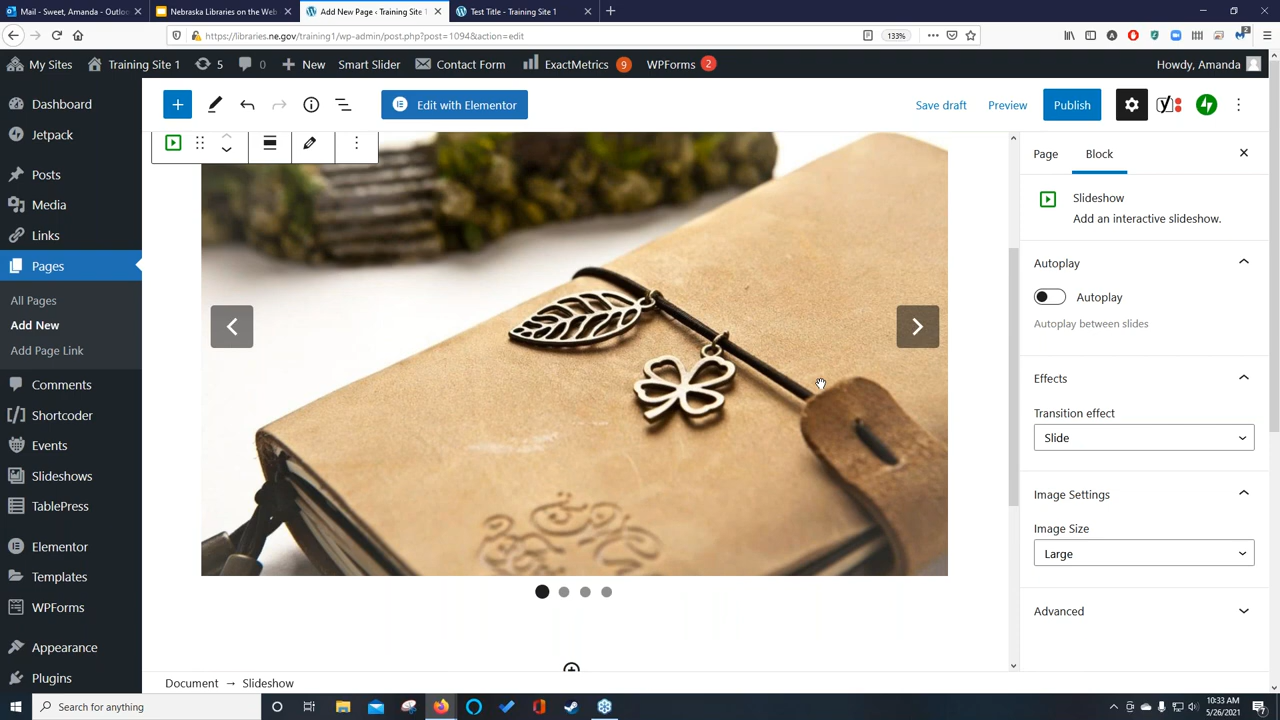 Mail - Sweet, Amanda - Outlo
Nebraska Libraries on the Web
Add New Page ‹ Training Site 1
Test Title - Training Site 1
https://libraries.ne.gov/training1/wp-admin/post.php?post=1094&action=edit
133%
2
My Sites
Training Site 1
5
0
New
Smart Slider
Contact Form
ExactMetrics
9
WPForms
2
Howdy, Amanda
Dashboard
Jetpack
Posts
Media
Links
Pages
All Pages
Add New
Add Page Link
Comments
Shortcoder
Events
Slideshows
TablePress
Elementor
Templates
WPForms
Appearance
Plugins
Edit with Elementor
Save draft
Preview
Publish
Page
Block
Slideshow
Add an interactive slideshow.
Autoplay
Autoplay
Autoplay between slides
Effects
Transition effect
Slide
Image Settings
Image Size
Large
Advanced
Document → Slideshow
Search for anything
10:33 AM
5/26/2021
7